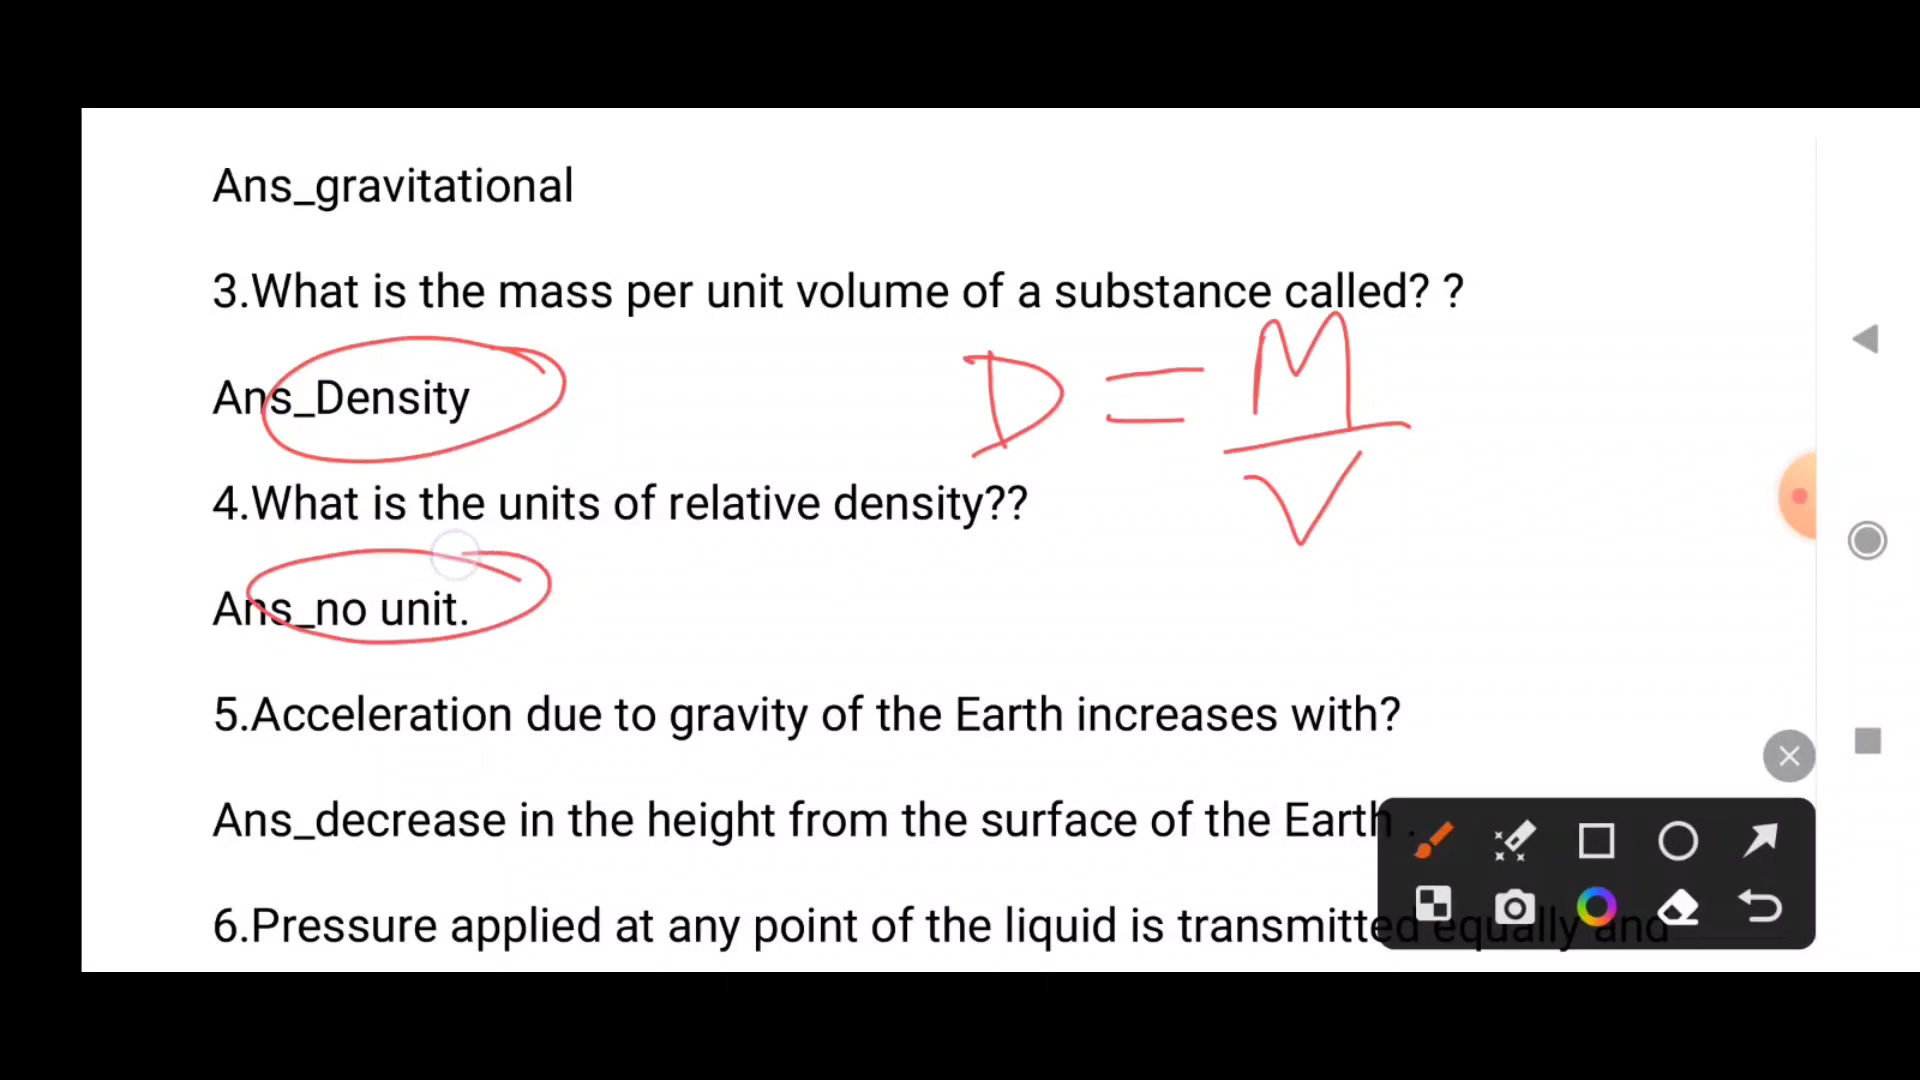 Ans_gravitational
3.What is the mass per unit volume of a substance called? ?
Ans_Density
D = M
V
4.What is the units of relative density??
Ans_no unit.
5.Acceleration due to gravity of the Earth increases with?
Ans_decrease in the height from the surface of the Earth .
6.Pressure applied at any point of the liquid is transmitted equally and